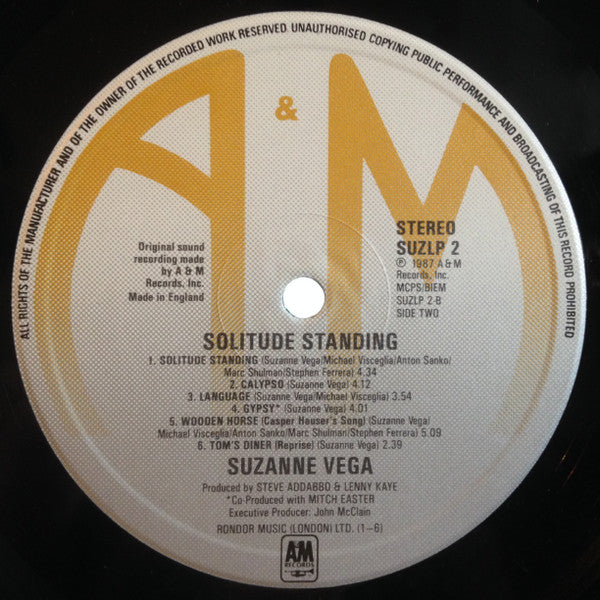 ALL RIGHTS OF THE MANUFACTURER AND OF THE OWNER OF THE RECORDED WORK RESERVED UNAUTHORISED COPYING PUBLIC PERFORMANCE AND BROADCASTING OF THIS RECORD PROHIBITED
A & M
Original sound
recording made
by A & M
Records, Inc.
Made in England
STEREO
SUZLP 2
℗ 1987 A & M
Records, Inc.
MCPS/BIEM
SUZLP 2-B
SIDE TWO
SOLITUDE STANDING
1. SOLITUDE STANDING (Suzanne Vega/Michael Visceglia/Anton Sanko/
Marc Shulman/Stephen Ferrera) 4.34
2. CALYPSO (Suzanne Vega) 4.12
3. LANGUAGE (Suzanne Vega/Michael Visceglia) 3.54
4. GYPSY* (Suzanne Vega) 4.01
5. WOODEN HORSE (Casper Hauser's Song) (Suzanne Vega/
Michael Visceglia/Anton Sanko/Marc Shulman/Stephen Ferrera) 5.09
6. TOM'S DINER (Reprise) (Suzanne Vega) 2.39
SUZANNE VEGA
Produced by STEVE ADDABBO & LENNY KAYE
*Co-Produced with MITCH EASTER
Executive Producer: John McClain
RONDOR MUSIC (LONDON) LTD. (1–6)
A&M
RECORDS